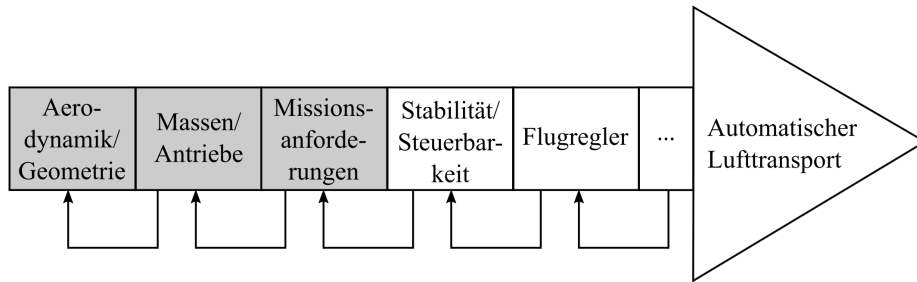 Aero-
dynamik/
Geometrie
Massen/
Antriebe
Missions-
anforde-
rungen
Stabilität/
Steuerbar-
keit
Flugregler
...
Automatischer
Lufttransport